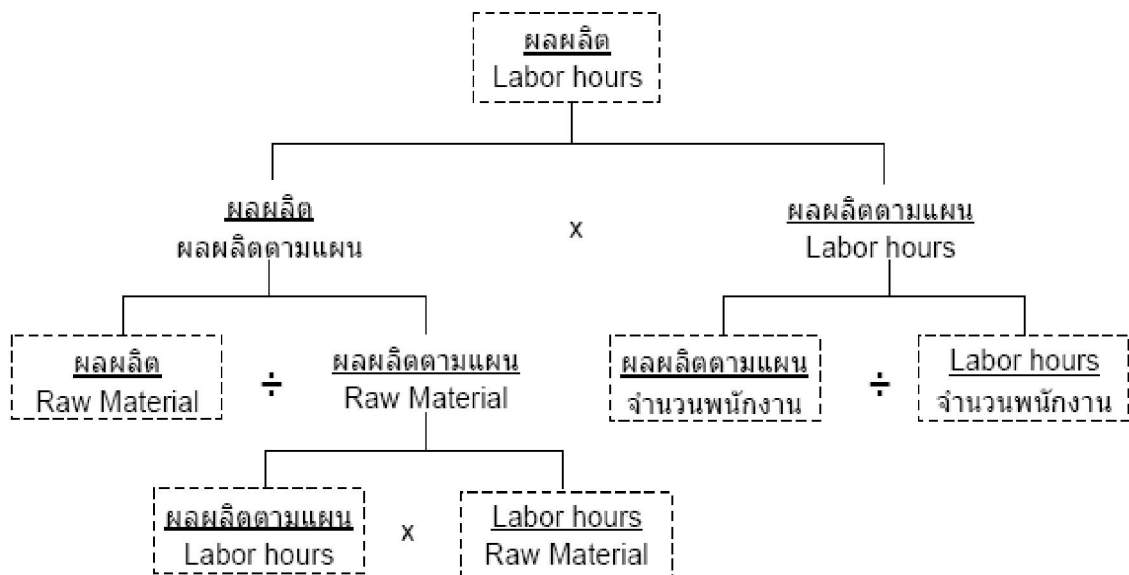 ผลผลิต
Labor hours
ผลผลิต
ผลผลิตตามแผน
x
ผลผลิตตามแผน
Labor hours
ผลผลิต
Raw Material
÷
ผลผลิตตามแผน
Raw Material
ผลผลิตตามแผน
จำนวนพนักงาน
÷
Labor hours
จำนวนพนักงาน
ผลผลิตตามแผน
Labor hours
x
Labor hours
Raw Material